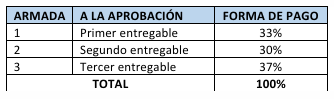 ARMADA A LA APROBACIÓN FORMA DE PAGO
1 Primer entregable 33%
2 Segundo entregable 30%
3 Tercer entregable 37%
TOTAL 100%